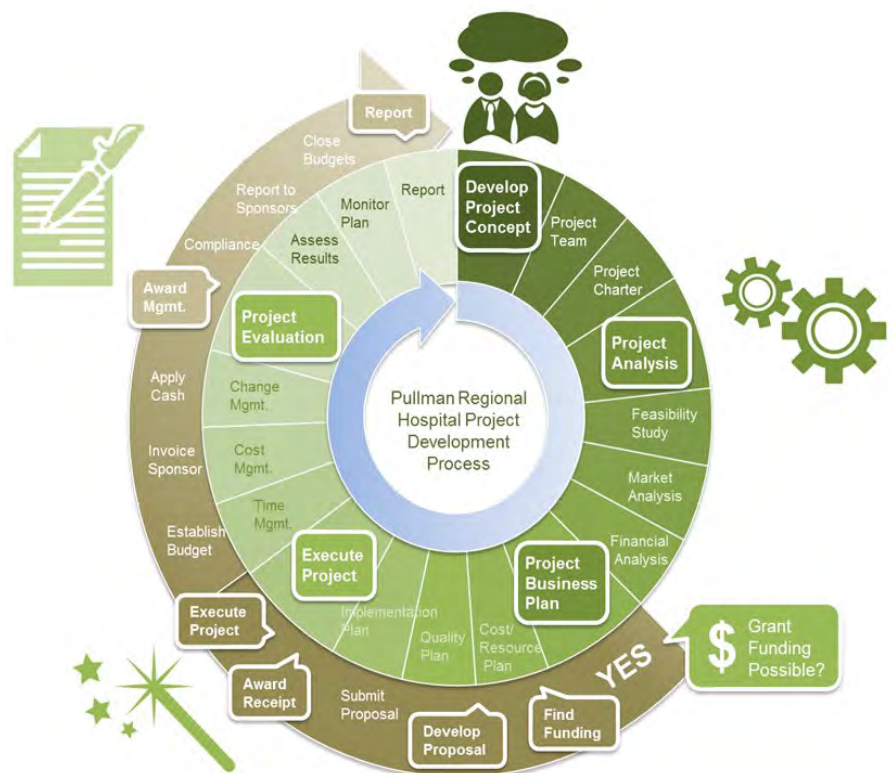 Pullman Regional
Hospital Project
Development
Process
Develop
Project
Concept
Project
Team
Project
Charter
Project
Analysis
Feasibility
Study
Market
Analysis
Financial
Analysis
Project
Business
Plan
Cost/
Resource
Plan
Quality
Plan
Implementation
Plan
Execute
Project
Time
Mgmt.
Cost
Mgmt.
Change
Mgmt.
Project
Evaluation
Assess
Results
Monitor
Plan
Report
$ Grant
Funding
Possible?
YES
Find
Funding
Develop
Proposal
Submit
Proposal
Award
Receipt
Execute
Project
Establish
Budget
Invoice
Sponsor
Apply
Cash
Award
Mgmt.
Compliance
Report to
Sponsors
Close
Budgets
Report